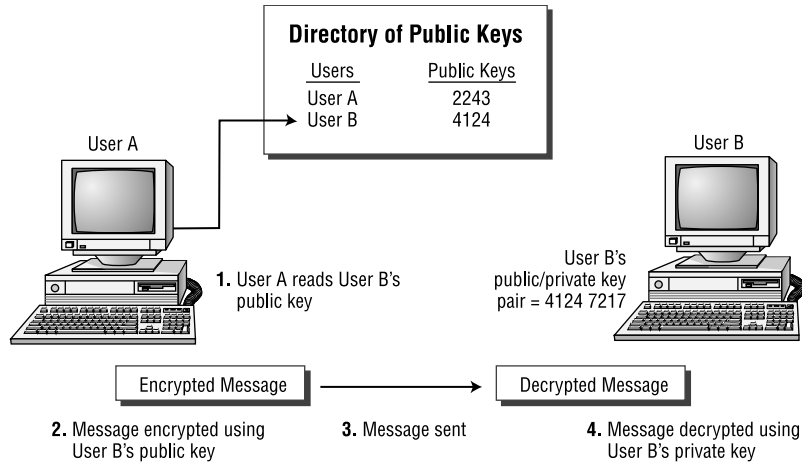 Directory of Public Keys
Users Public Keys
User A 2243
User B 4124
User A
User B
1. User A reads User B's
public key
User B's
public/private key
pair = 4124 7217
Encrypted Message
Decrypted Message
2. Message encrypted using
User B's public key
3. Message sent
4. Message decrypted using
User B's private key